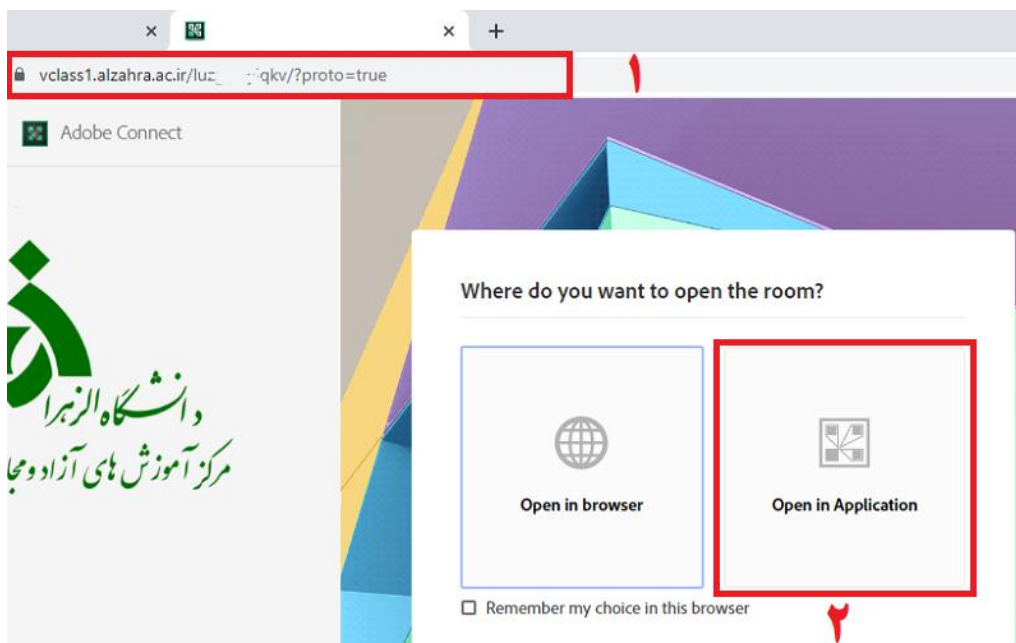 vclass1.alzahra.ac.ir/luz qkv/?proto=true
۱
Adobe Connect
دانشگاه الزهرا
مرکز آموزش های آزاد و
Where do you want to open the room?
Open in browser
Open in Application
Remember my choice in this browser
۲